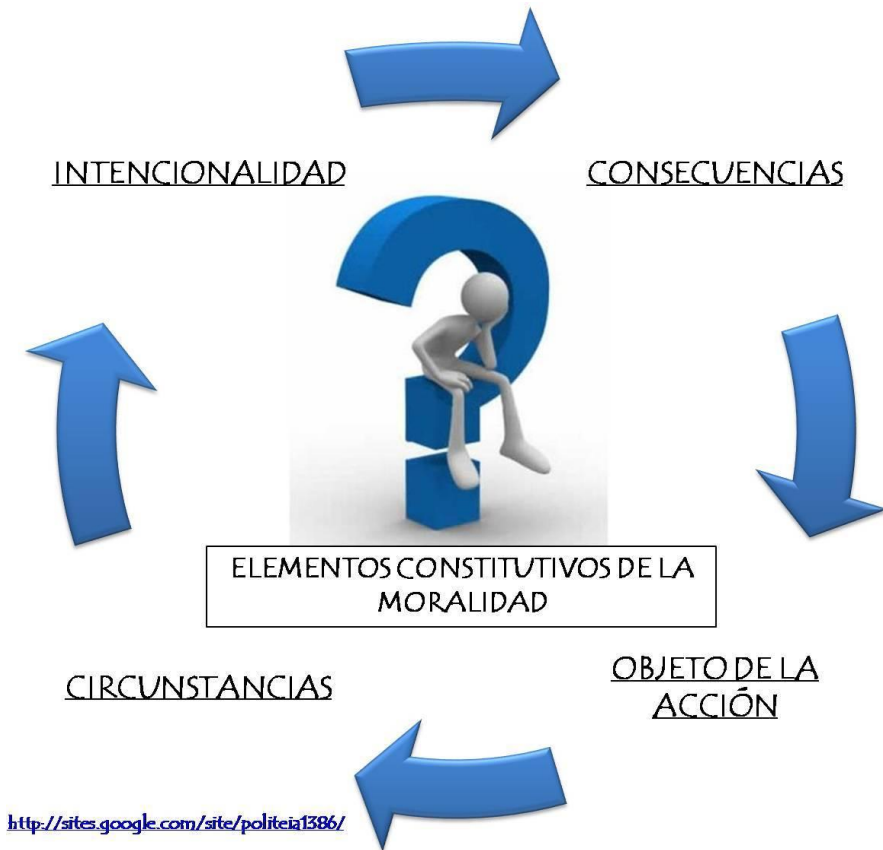 INTENCIONALIDAD
CONSECUENCIAS
ELEMENTOS CONSTITUTIVOS DE LA
MORALIDAD
CIRCUNSTANCIAS
OBJETO DE LA
ACCIÓN
http://sites.google.com/site/politeia1386/